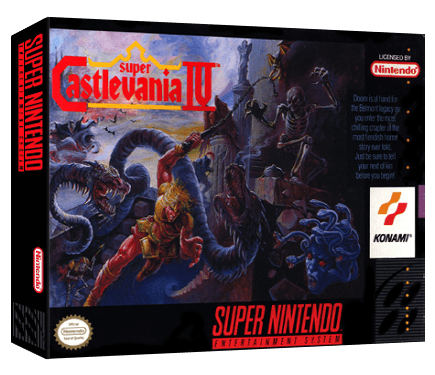 SUPER NINTENDO
Nintendo
super
Castlevania IV
LICENSED BY
Nintendo
Doom is at hand for
the Belmont legacy as
you enter the most
chilling chapter of the
most fiendish horror
story ever told.
Just be sure to tell
your next of kin
before you begin!
KONAMI
SUPER NINTENDO
ENTERTAINMENT SYSTEM